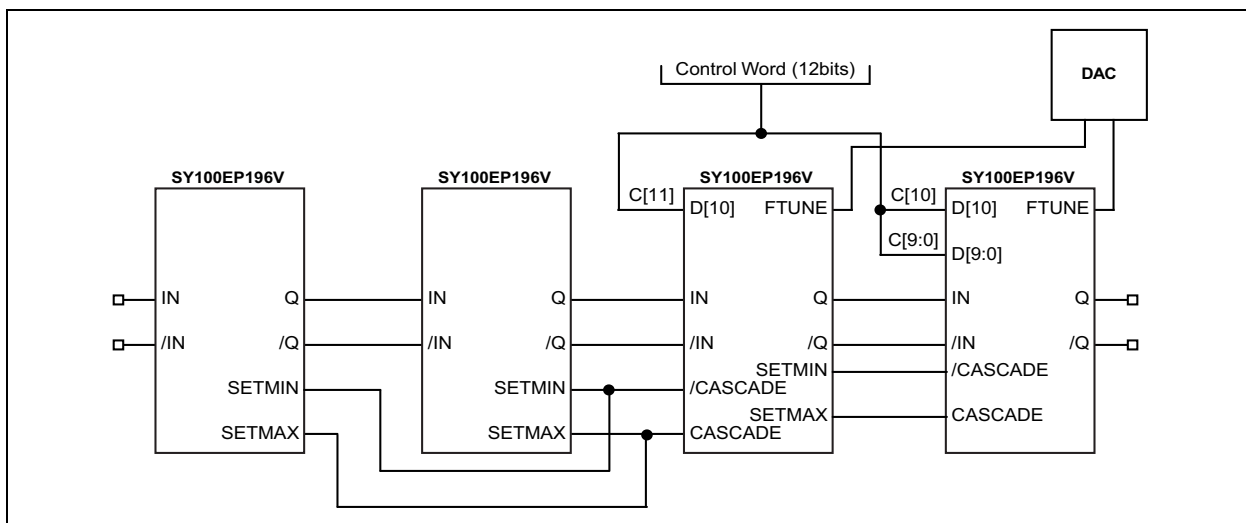 Control Word (12bits)
DAC
SY100EP196V
SY100EP196V
SY100EP196V
SY100EP196V
C[11]
D[10]
FTUNE
C[10]
D[10]
FTUNE
C[9:0]
D[9:0]
IN
Q
IN
Q
IN
Q
IN
Q
/IN
/Q
/IN
/Q
/IN
/Q
/IN
/Q
SETMIN
/CASCADE
SETMIN
SETMIN
/CASCADE
SETMAX
CASCADE
SETMAX
SETMAX
CASCADE